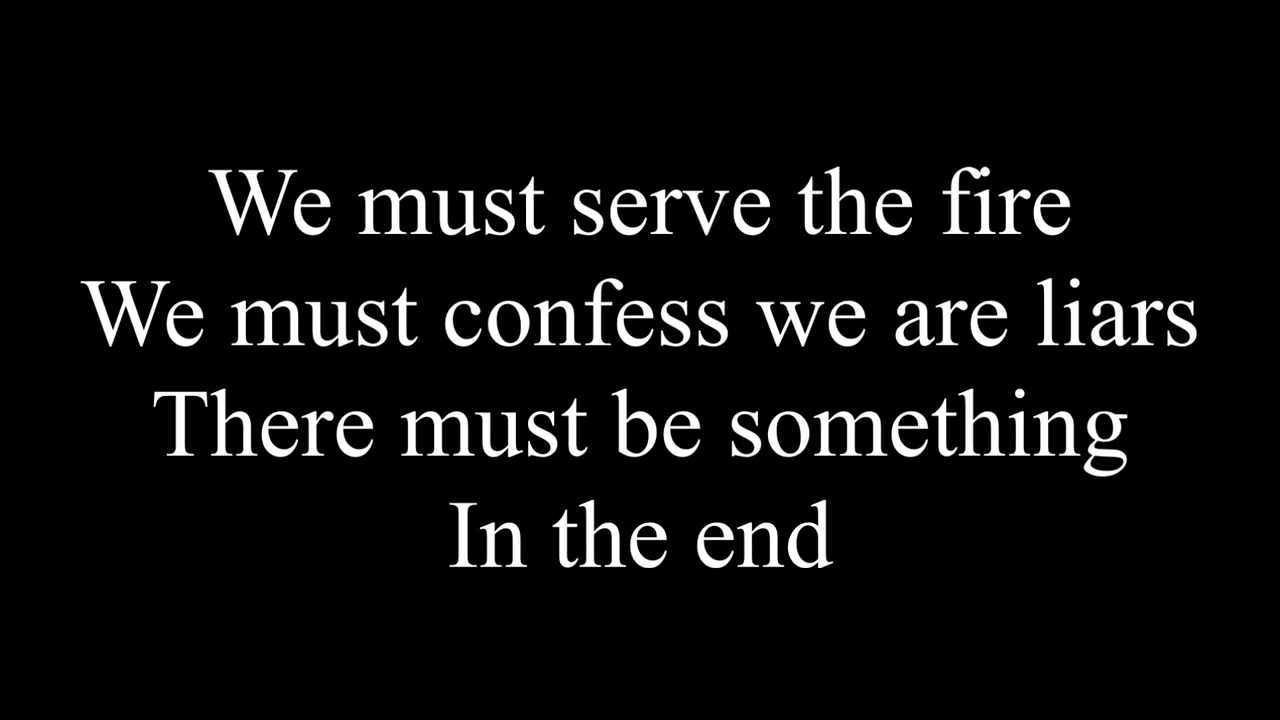 We must serve the fire
We must confess we are liars
There must be something
In the end